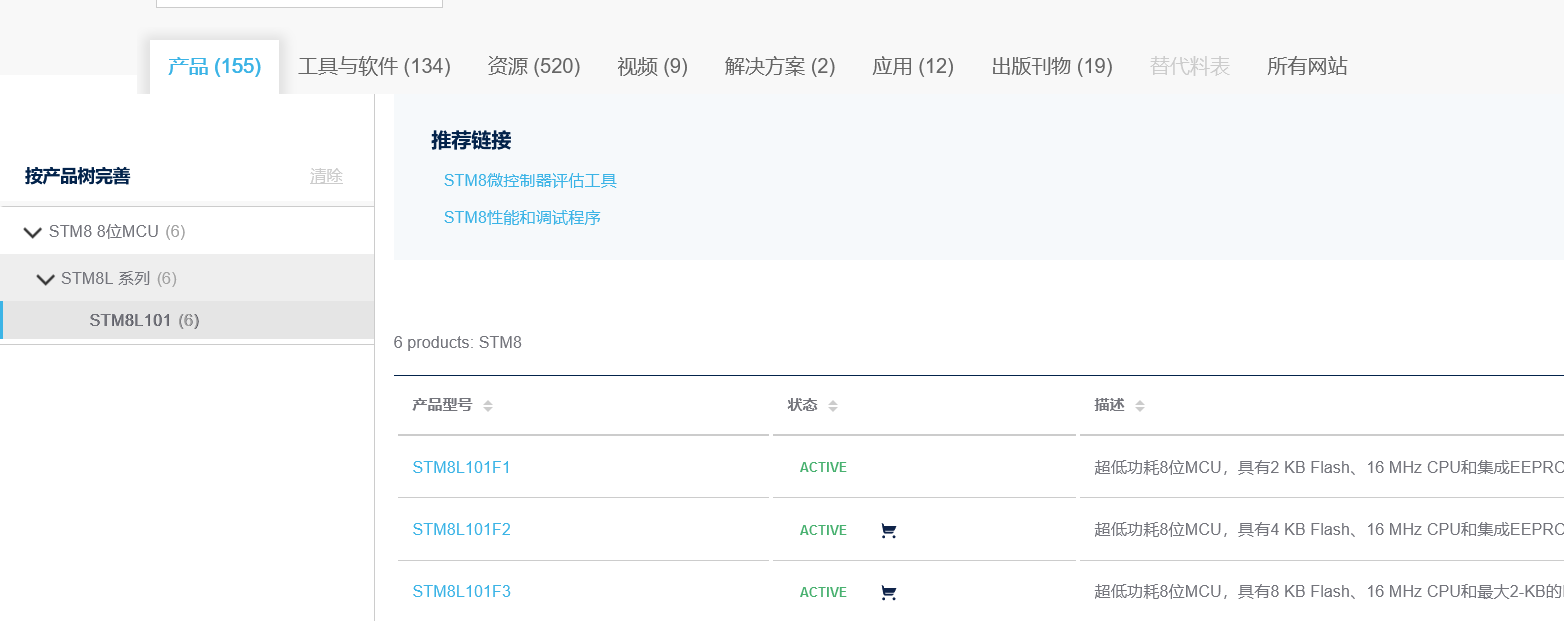 产品 (155) 工具与软件 (134) 资源 (520) 视频 (9) 解决方案 (2) 应用 (12) 出版刊物 (19) 替代料表 所有网站
推荐链接
STM8微控制器评估工具
STM8性能和调试程序
按产品树完善 清除
STM8 8位MCU (6)
STM8L 系列 (6)
STM8L101 (6)
6 products: STM8
产品型号 状态 描述
STM8L101F1 ACTIVE 超低功耗8位MCU，具有2 KB Flash、16 MHz CPU和集成EEPRO
STM8L101F2 ACTIVE 超低功耗8位MCU，具有4 KB Flash、16 MHz CPU和集成EEPRO
STM8L101F3 ACTIVE 超低功耗8位MCU，具有8 KB Flash、16 MHz CPU和最大2-KB的